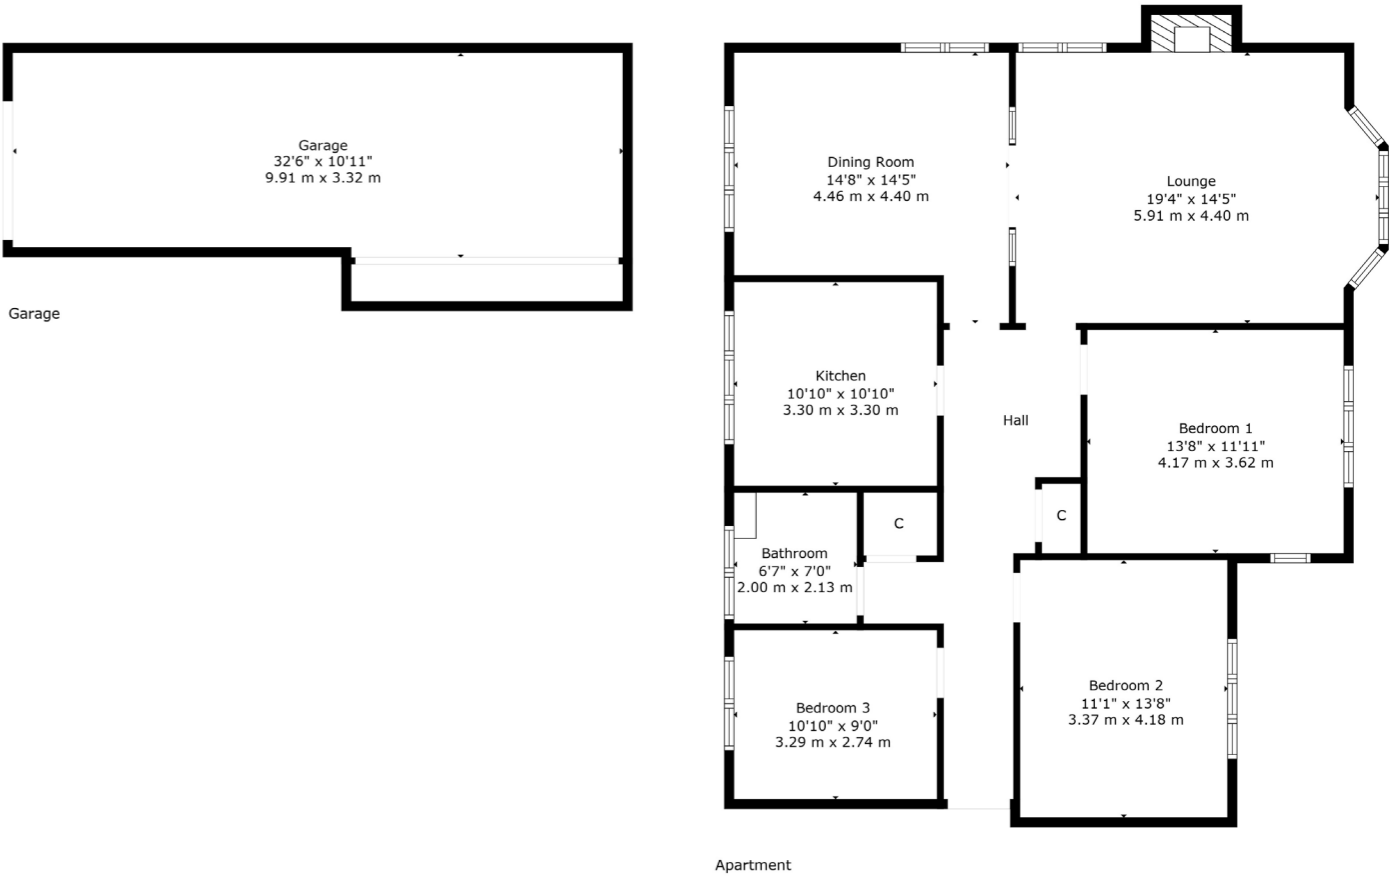 Garage
32'6" x 10'11"
9.91 m x 3.32 m
Garage
Dining Room
14'8" x 14'5"
4.46 m x 4.40 m
Lounge
19'4" x 14'5"
5.91 m x 4.40 m
Kitchen
10'10" x 10'10"
3.30 m x 3.30 m
Hall
Bedroom 1
13'8" x 11'11"
4.17 m x 3.62 m
C
C
Bathroom
6'7" x 7'0"
2.00 m x 2.13 m
Bedroom 2
11'1" x 13'8"
3.37 m x 4.18 m
Bedroom 3
10'10" x 9'0"
3.29 m x 2.74 m
Apartment